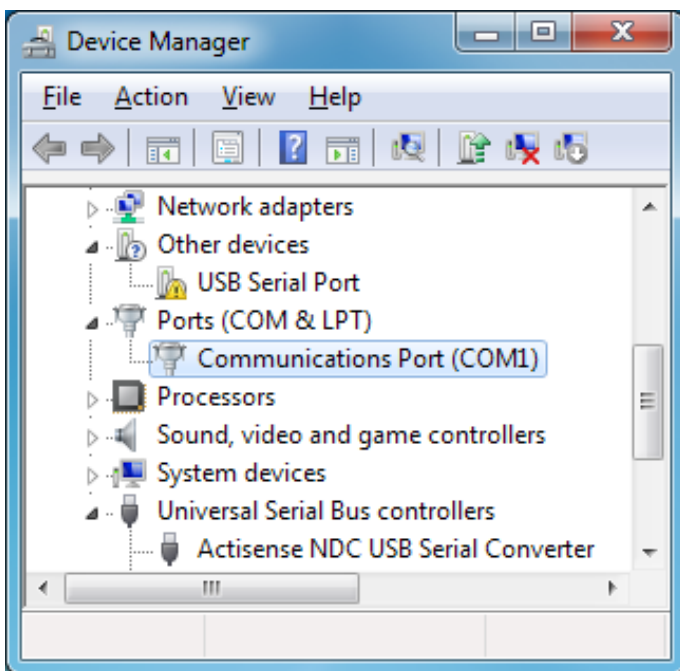 Device Manager
File Action View Help
Network adapters
Other devices
USB Serial Port
Ports (COM & LPT)
Communications Port (COM1)
Processors
Sound, video and game controllers
System devices
Universal Serial Bus controllers
Actisense NDC USB Serial Converter